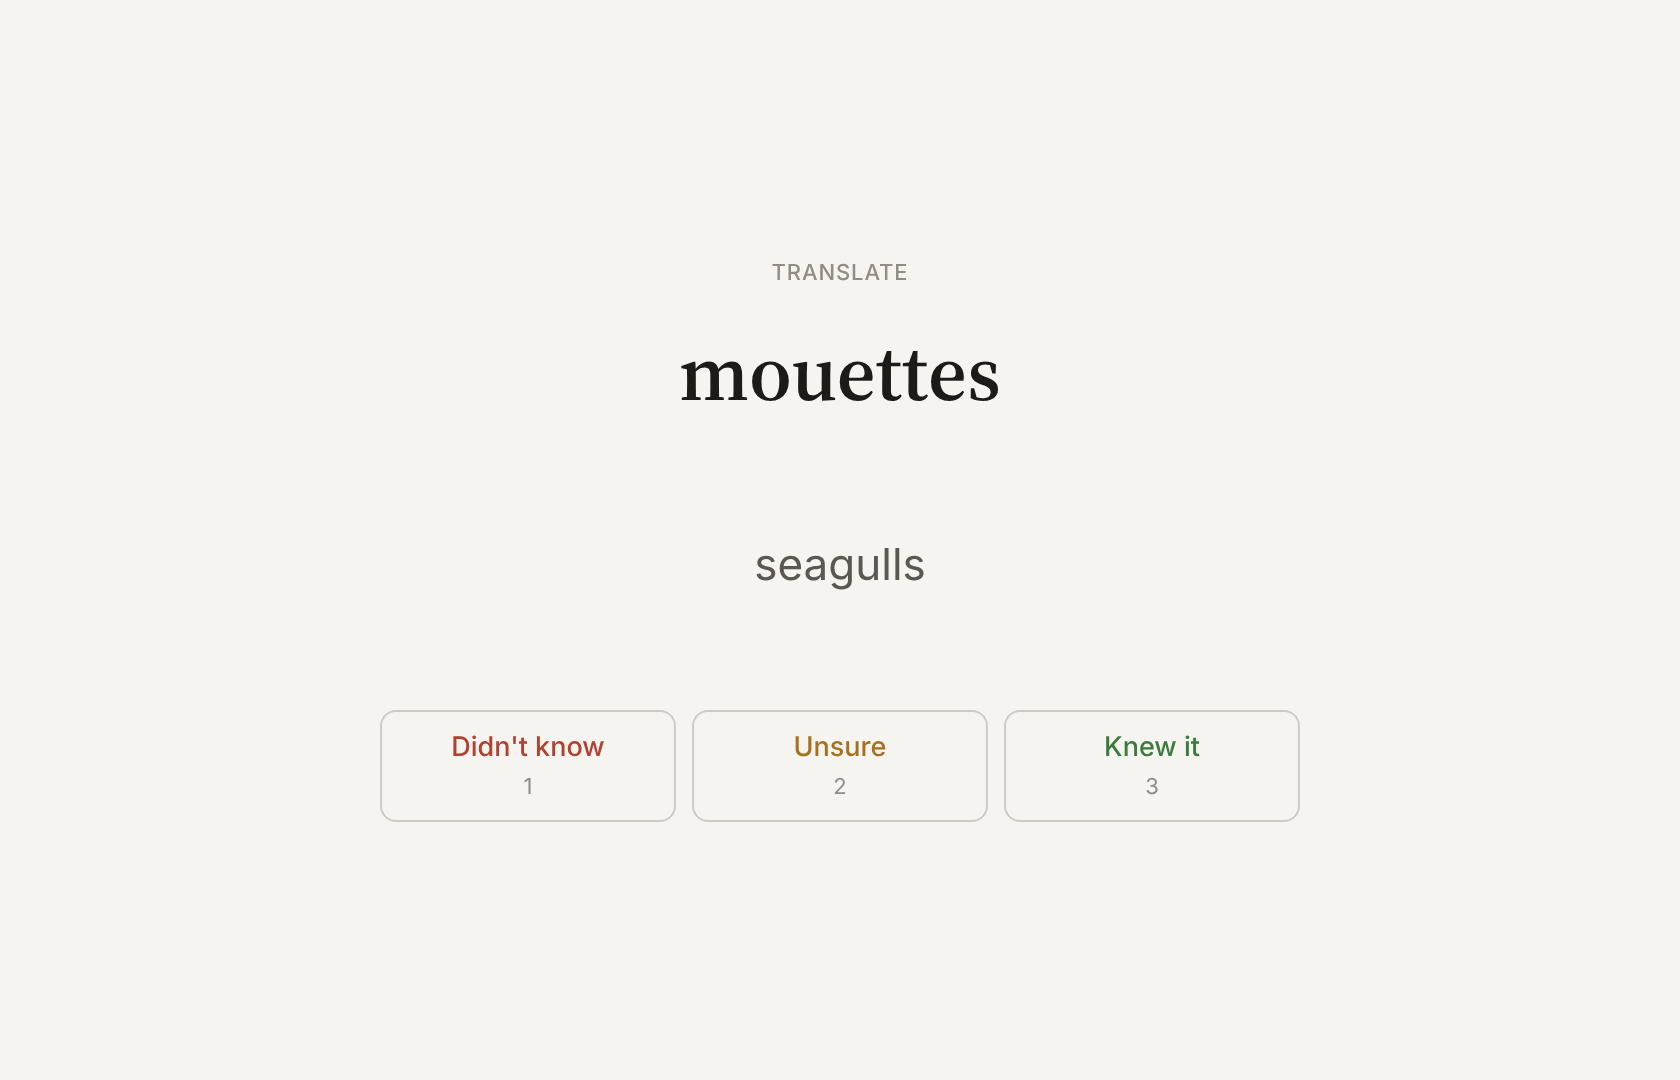 TRANSLATE
mouettes
seagulls
Didn't know
1
Unsure
2
Knew it
3